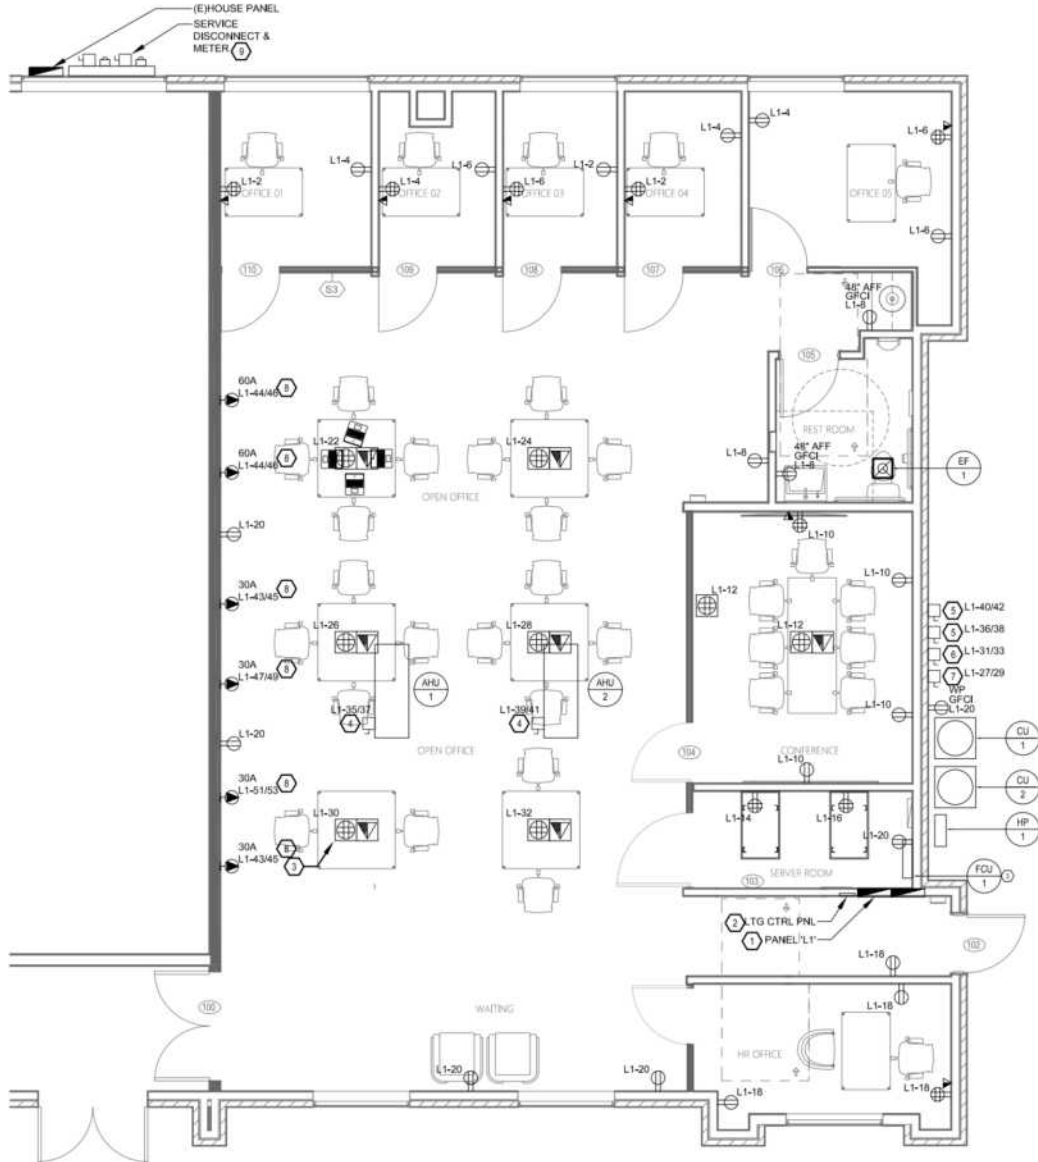 (E)HOUSE PANEL
SERVICE
DISCONNECT &
METER 9
L1-4
L1-4
L1-6
L1-4
L1-6
L1-2
L1-2
L1-4
L1-6
L1-2
OFFICE 01
OFFICE 02
OFFICE 03
OFFICE 04
OFFICE 05
L1-6
110
109
108
107
106
S3
48" AFF
GFCI
L1-8
105
60A
L1-44/46 8
REST ROOM
60A
L1-44/46 8
L1-22
L1-24
L1-8
48" AFF
GFCI
L1-8
EF
1
OPEN OFFICE
L1-20
L1-10
L1-10
30A
L1-43/45 8
L1-12
L1-12
L1-26
L1-28
5 L1-40/42
5 L1-36/38
6 L1-31/33
7 L1-27/29
30A
L1-47/49 8
AHU
1
AHU
2
WP
GFCI
L1-20
L1-35/37
4
L1-39/41
4
L1-10
L1-20
OPEN OFFICE
104
CONFERENCE
L1-10
CU
1
CU
2
30A
L1-51/53 8
L1-30
L1-32
L1-14
L1-16
L1-20
HP
1
30A
L1-43/45 8
3
SERVER ROOM
103
FCU
1
2 LTG CTRL PNL
1 PANEL 'L1'
102
L1-18
100
WAITING
L1-18
HR OFFICE
L1-20
L1-20
L1-18
L1-18